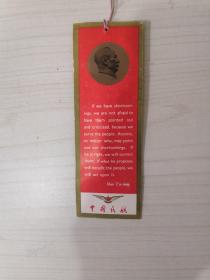 If we have shortcom-
ings, we are not afraid to
have them pointed out
and criticized, because we
serve the people. Anyone,
no matter who, may point
out our shortcomings. If
he is right, we will correct
them. If what he proposes
will benefit the people, we
will act upon it.
Mao Tse-tung
中国民航